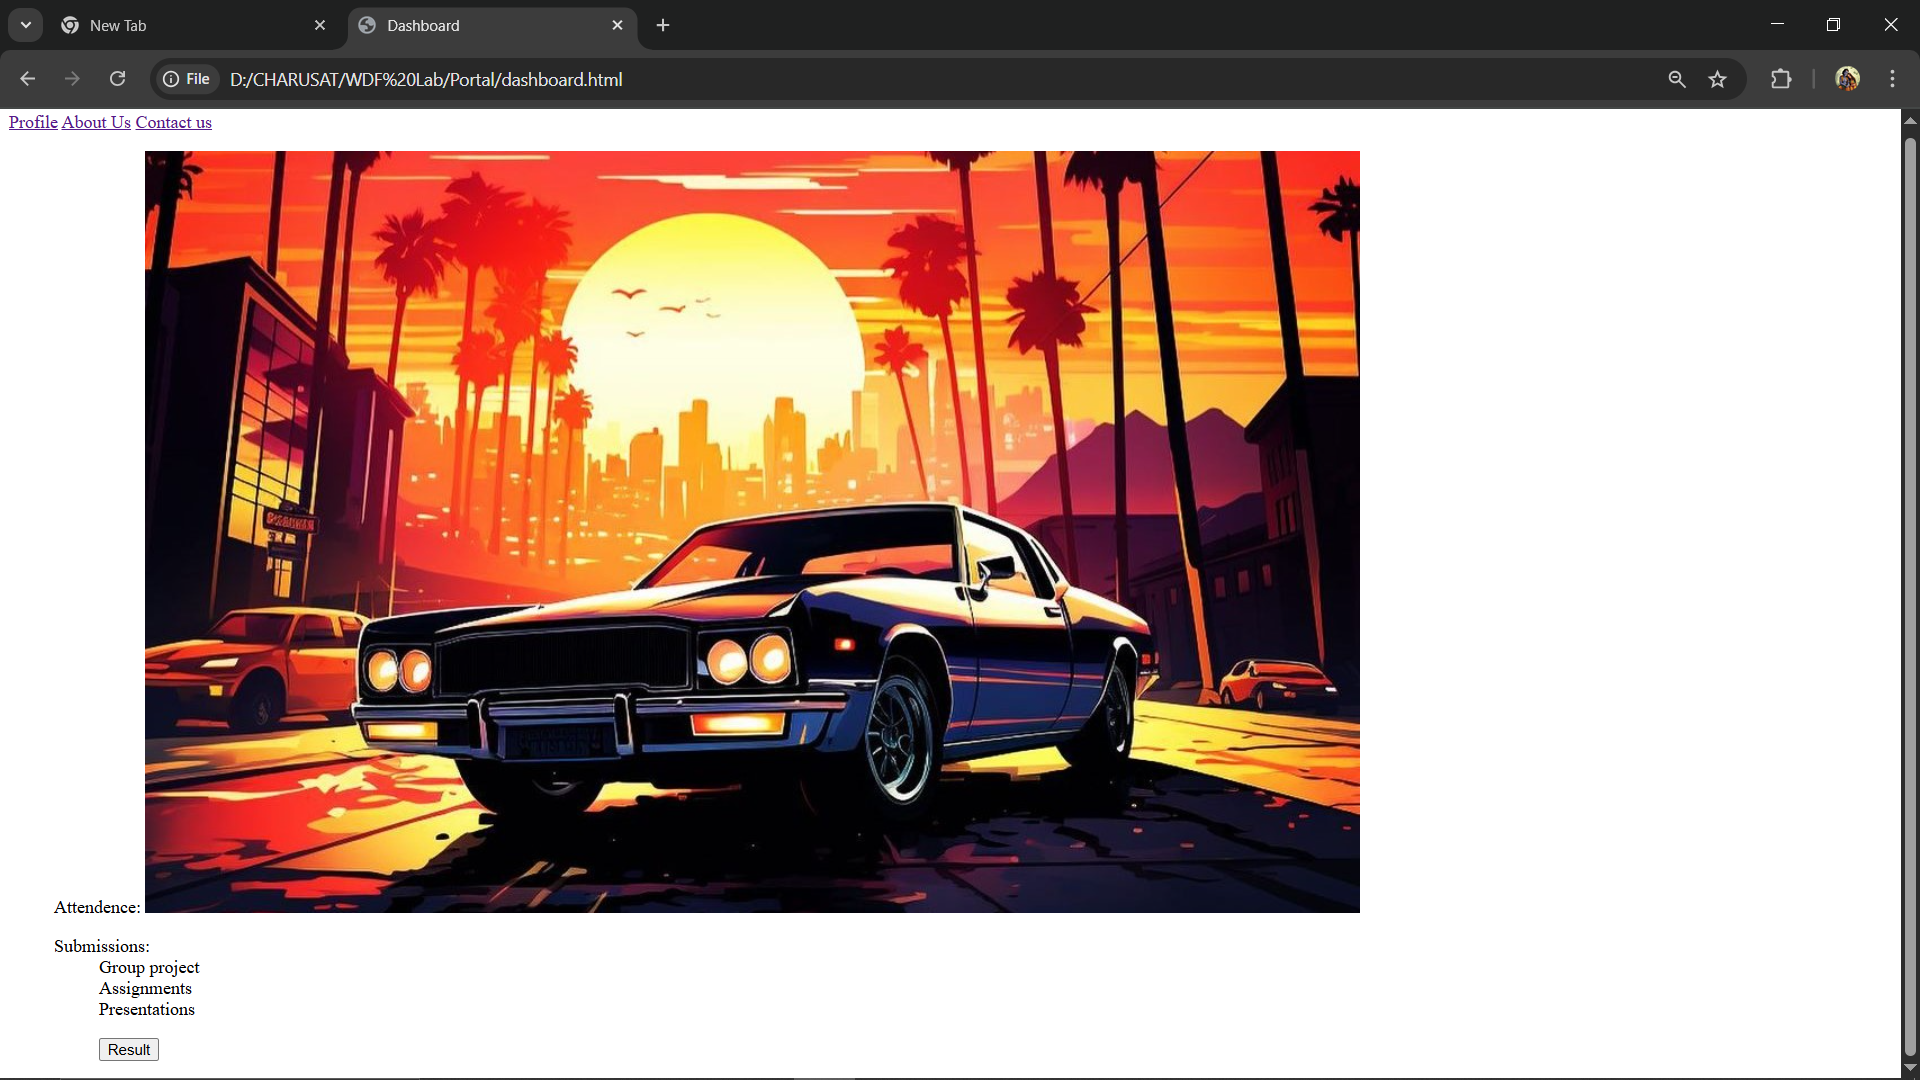 New Tab
Dashboard
File
D:/CHARUSAT/WDF%20Lab/Portal/dashboard.html
Profile About Us Contact us
Attendence:
Submissions:
Group project
Assignments
Presentations
Result